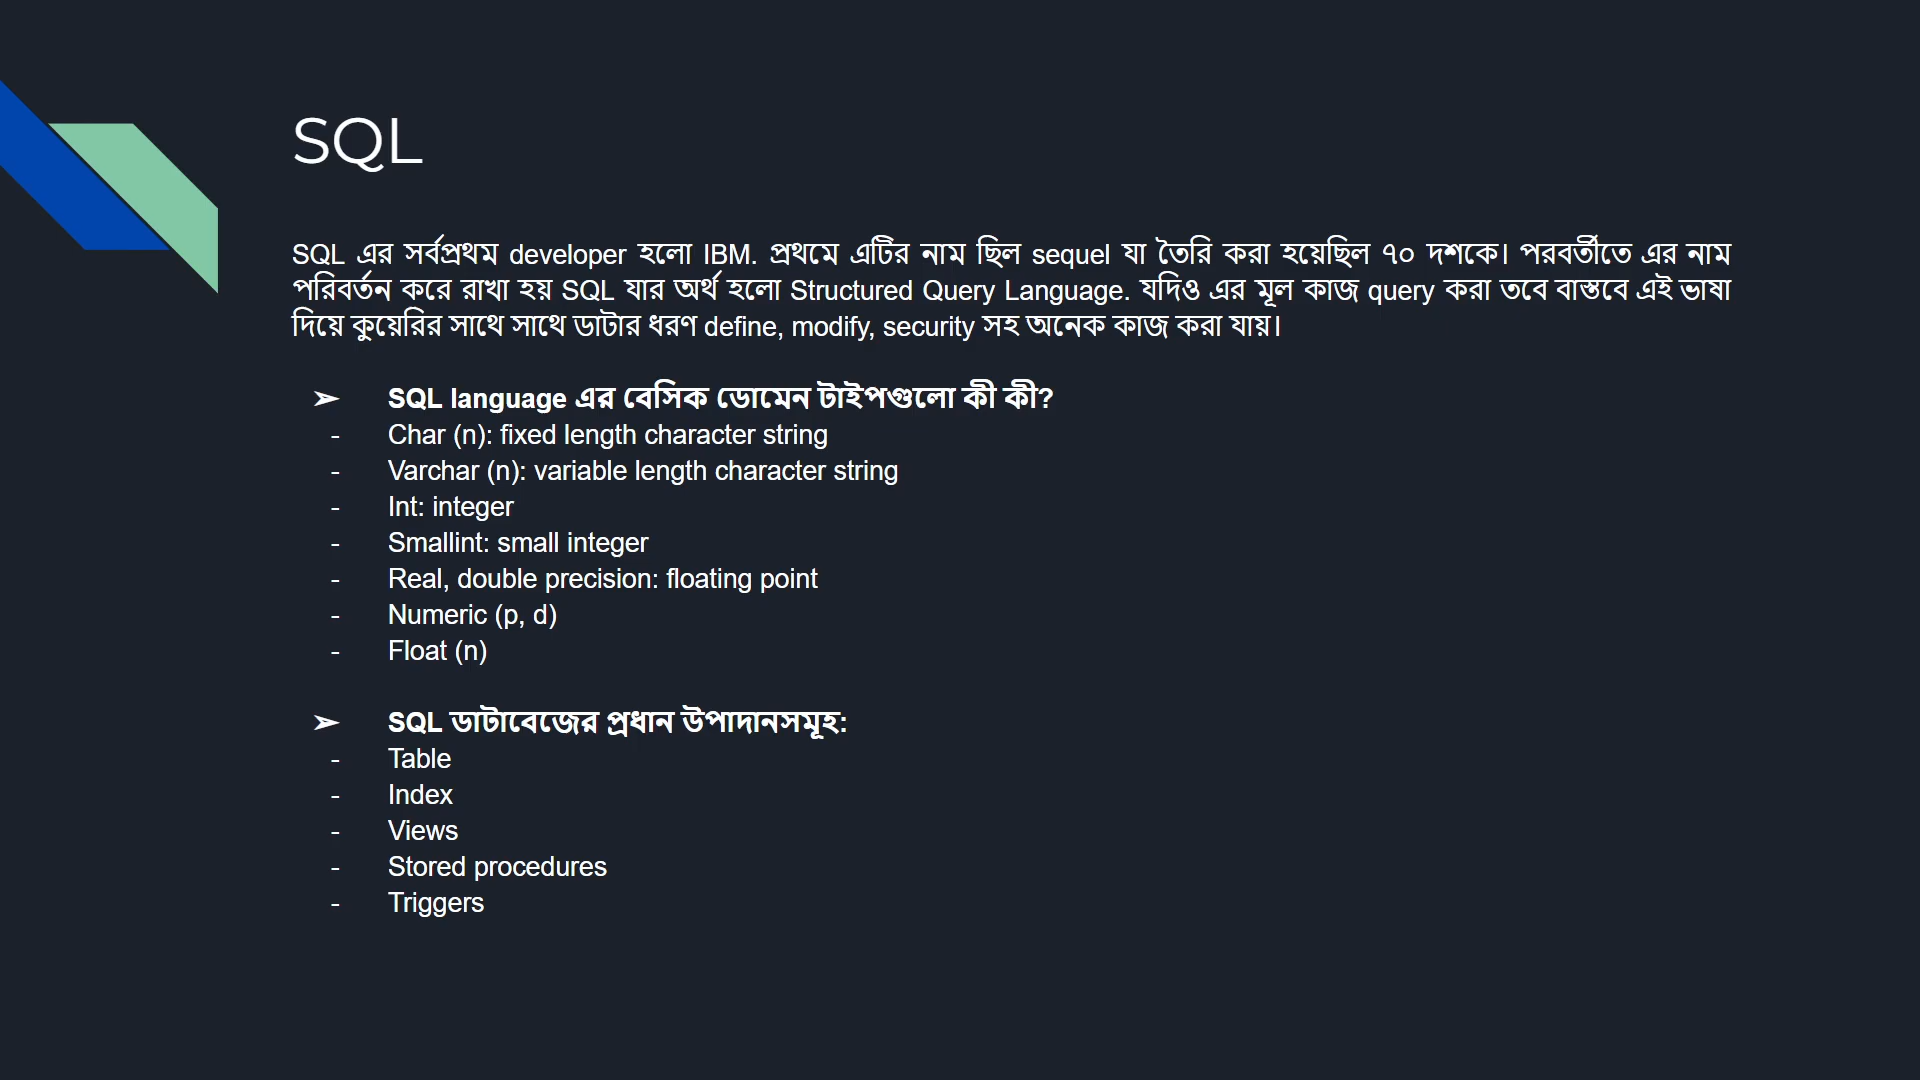 SQL
SQL এর সর্বপ্রথম developer হলো IBM. প্রথমে এটির নাম ছিল sequel যা তৈরি করা হয়েছিল ৭০ দশকে। পরবর্তীতে এর নাম
পরিবর্তন করে রাখা হয় SQL যার অর্থ হলো Structured Query Language. যদিও এর মূল কাজ query করা তবে বাস্তবে এই ভাষা
দিয়ে কুয়েরির সাথে সাথে ডাটার ধরণ define, modify, security সহ অনেক কাজ করা যায়।
➢ SQL language এর বেসিক ডোমেন টাইপগুলো কী কী?
- Char (n): fixed length character string
- Varchar (n): variable length character string
- Int: integer
- Smallint: small integer
- Real, double precision: floating point
- Numeric (p, d)
- Float (n)
➢ SQL ডাটাবেজের প্রধান উপাদানসমূহ:
- Table
- Index
- Views
- Stored procedures
- Triggers